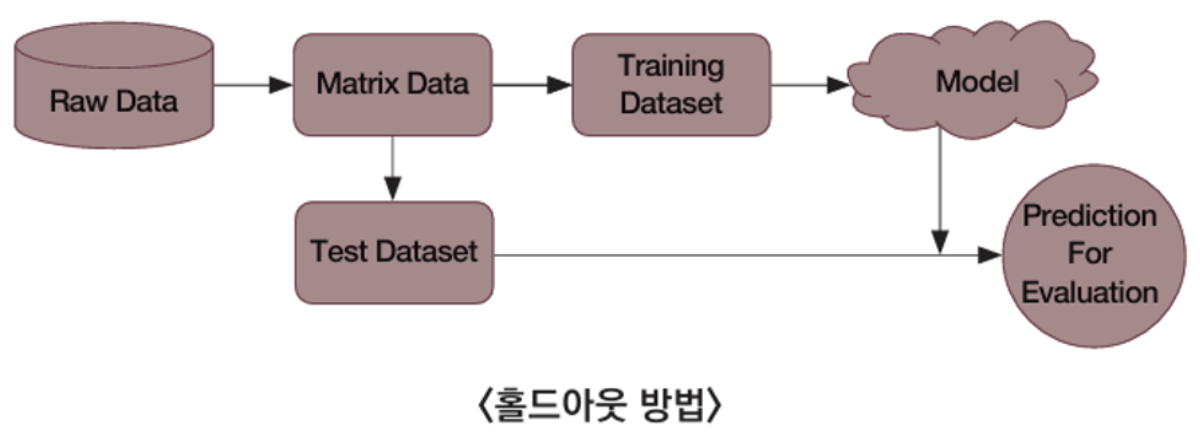 Raw Data
Matrix Data
Training
Dataset
Model
Test Dataset
Prediction
For
Evaluation
<홀드아웃 방법>